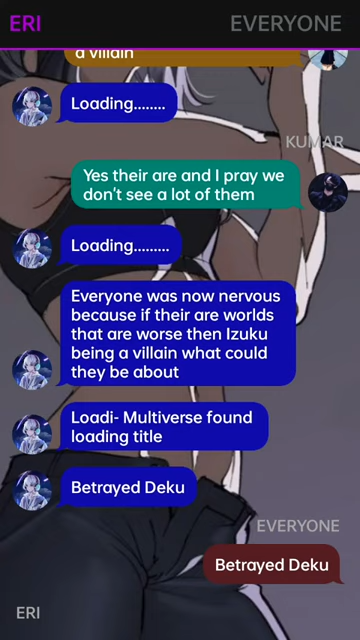 ERI
EVERYONE
a villain
Loading........
KUMAR
Yes their are and I pray we
don't see a lot of them
Loading.........
Everyone was now nervous
because if their are worlds
that are worse then Izuku
being a villain what could
they be about
Loadi- Multiverse found
loading title
Betrayed Deku
EVERYONE
Betrayed Deku
ERI